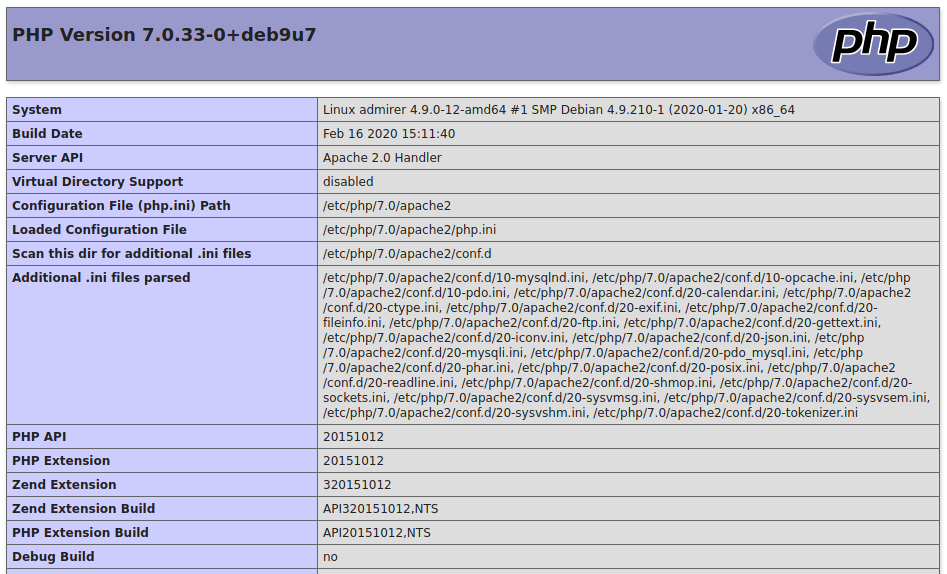 PHP Version 7.0.33-0+deb9u7
php
System Linux admirer 4.9.0-12-amd64 #1 SMP Debian 4.9.210-1 (2020-01-20) x86_64
Build Date Feb 16 2020 15:11:40
Server API Apache 2.0 Handler
Virtual Directory Support disabled
Configuration File (php.ini) Path /etc/php/7.0/apache2
Loaded Configuration File /etc/php/7.0/apache2/php.ini
Scan this dir for additional .ini files /etc/php/7.0/apache2/conf.d
Additional .ini files parsed /etc/php/7.0/apache2/conf.d/10-mysqlnd.ini, /etc/php/7.0/apache2/conf.d/10-opcache.ini, /etc/php
/7.0/apache2/conf.d/10-pdo.ini, /etc/php/7.0/apache2/conf.d/20-calendar.ini, /etc/php/7.0/apache2
/conf.d/20-ctype.ini, /etc/php/7.0/apache2/conf.d/20-exif.ini, /etc/php/7.0/apache2/conf.d/20-
fileinfo.ini, /etc/php/7.0/apache2/conf.d/20-ftp.ini, /etc/php/7.0/apache2/conf.d/20-gettext.ini,
/etc/php/7.0/apache2/conf.d/20-iconv.ini, /etc/php/7.0/apache2/conf.d/20-json.ini, /etc/php
/7.0/apache2/conf.d/20-mysqli.ini, /etc/php/7.0/apache2/conf.d/20-pdo_mysql.ini, /etc/php
/7.0/apache2/conf.d/20-phar.ini, /etc/php/7.0/apache2/conf.d/20-posix.ini, /etc/php/7.0/apache2
/conf.d/20-readline.ini, /etc/php/7.0/apache2/conf.d/20-shmop.ini, /etc/php/7.0/apache2/conf.d/20-
sockets.ini, /etc/php/7.0/apache2/conf.d/20-sysvmsg.ini, /etc/php/7.0/apache2/conf.d/20-sysvsem.ini,
/etc/php/7.0/apache2/conf.d/20-sysvshm.ini, /etc/php/7.0/apache2/conf.d/20-tokenizer.ini
PHP API 20151012
PHP Extension 20151012
Zend Extension 320151012
Zend Extension Build API320151012,NTS
PHP Extension Build API20151012,NTS
Debug Build no